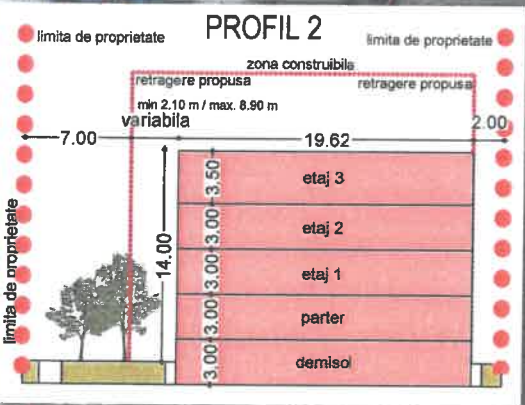 PROFIL 2
limita de proprietate
limita de proprietate
zona construibila
retragere propusa
retragere propusa
min 2.10 m / max. 8.90 m
variabila
2.00
7.00
19.62
3.50
etaj 3
3.00
etaj 2
14.00
3.00
etaj 1
3.00
parter
3.00
demisol
limita de proprietate